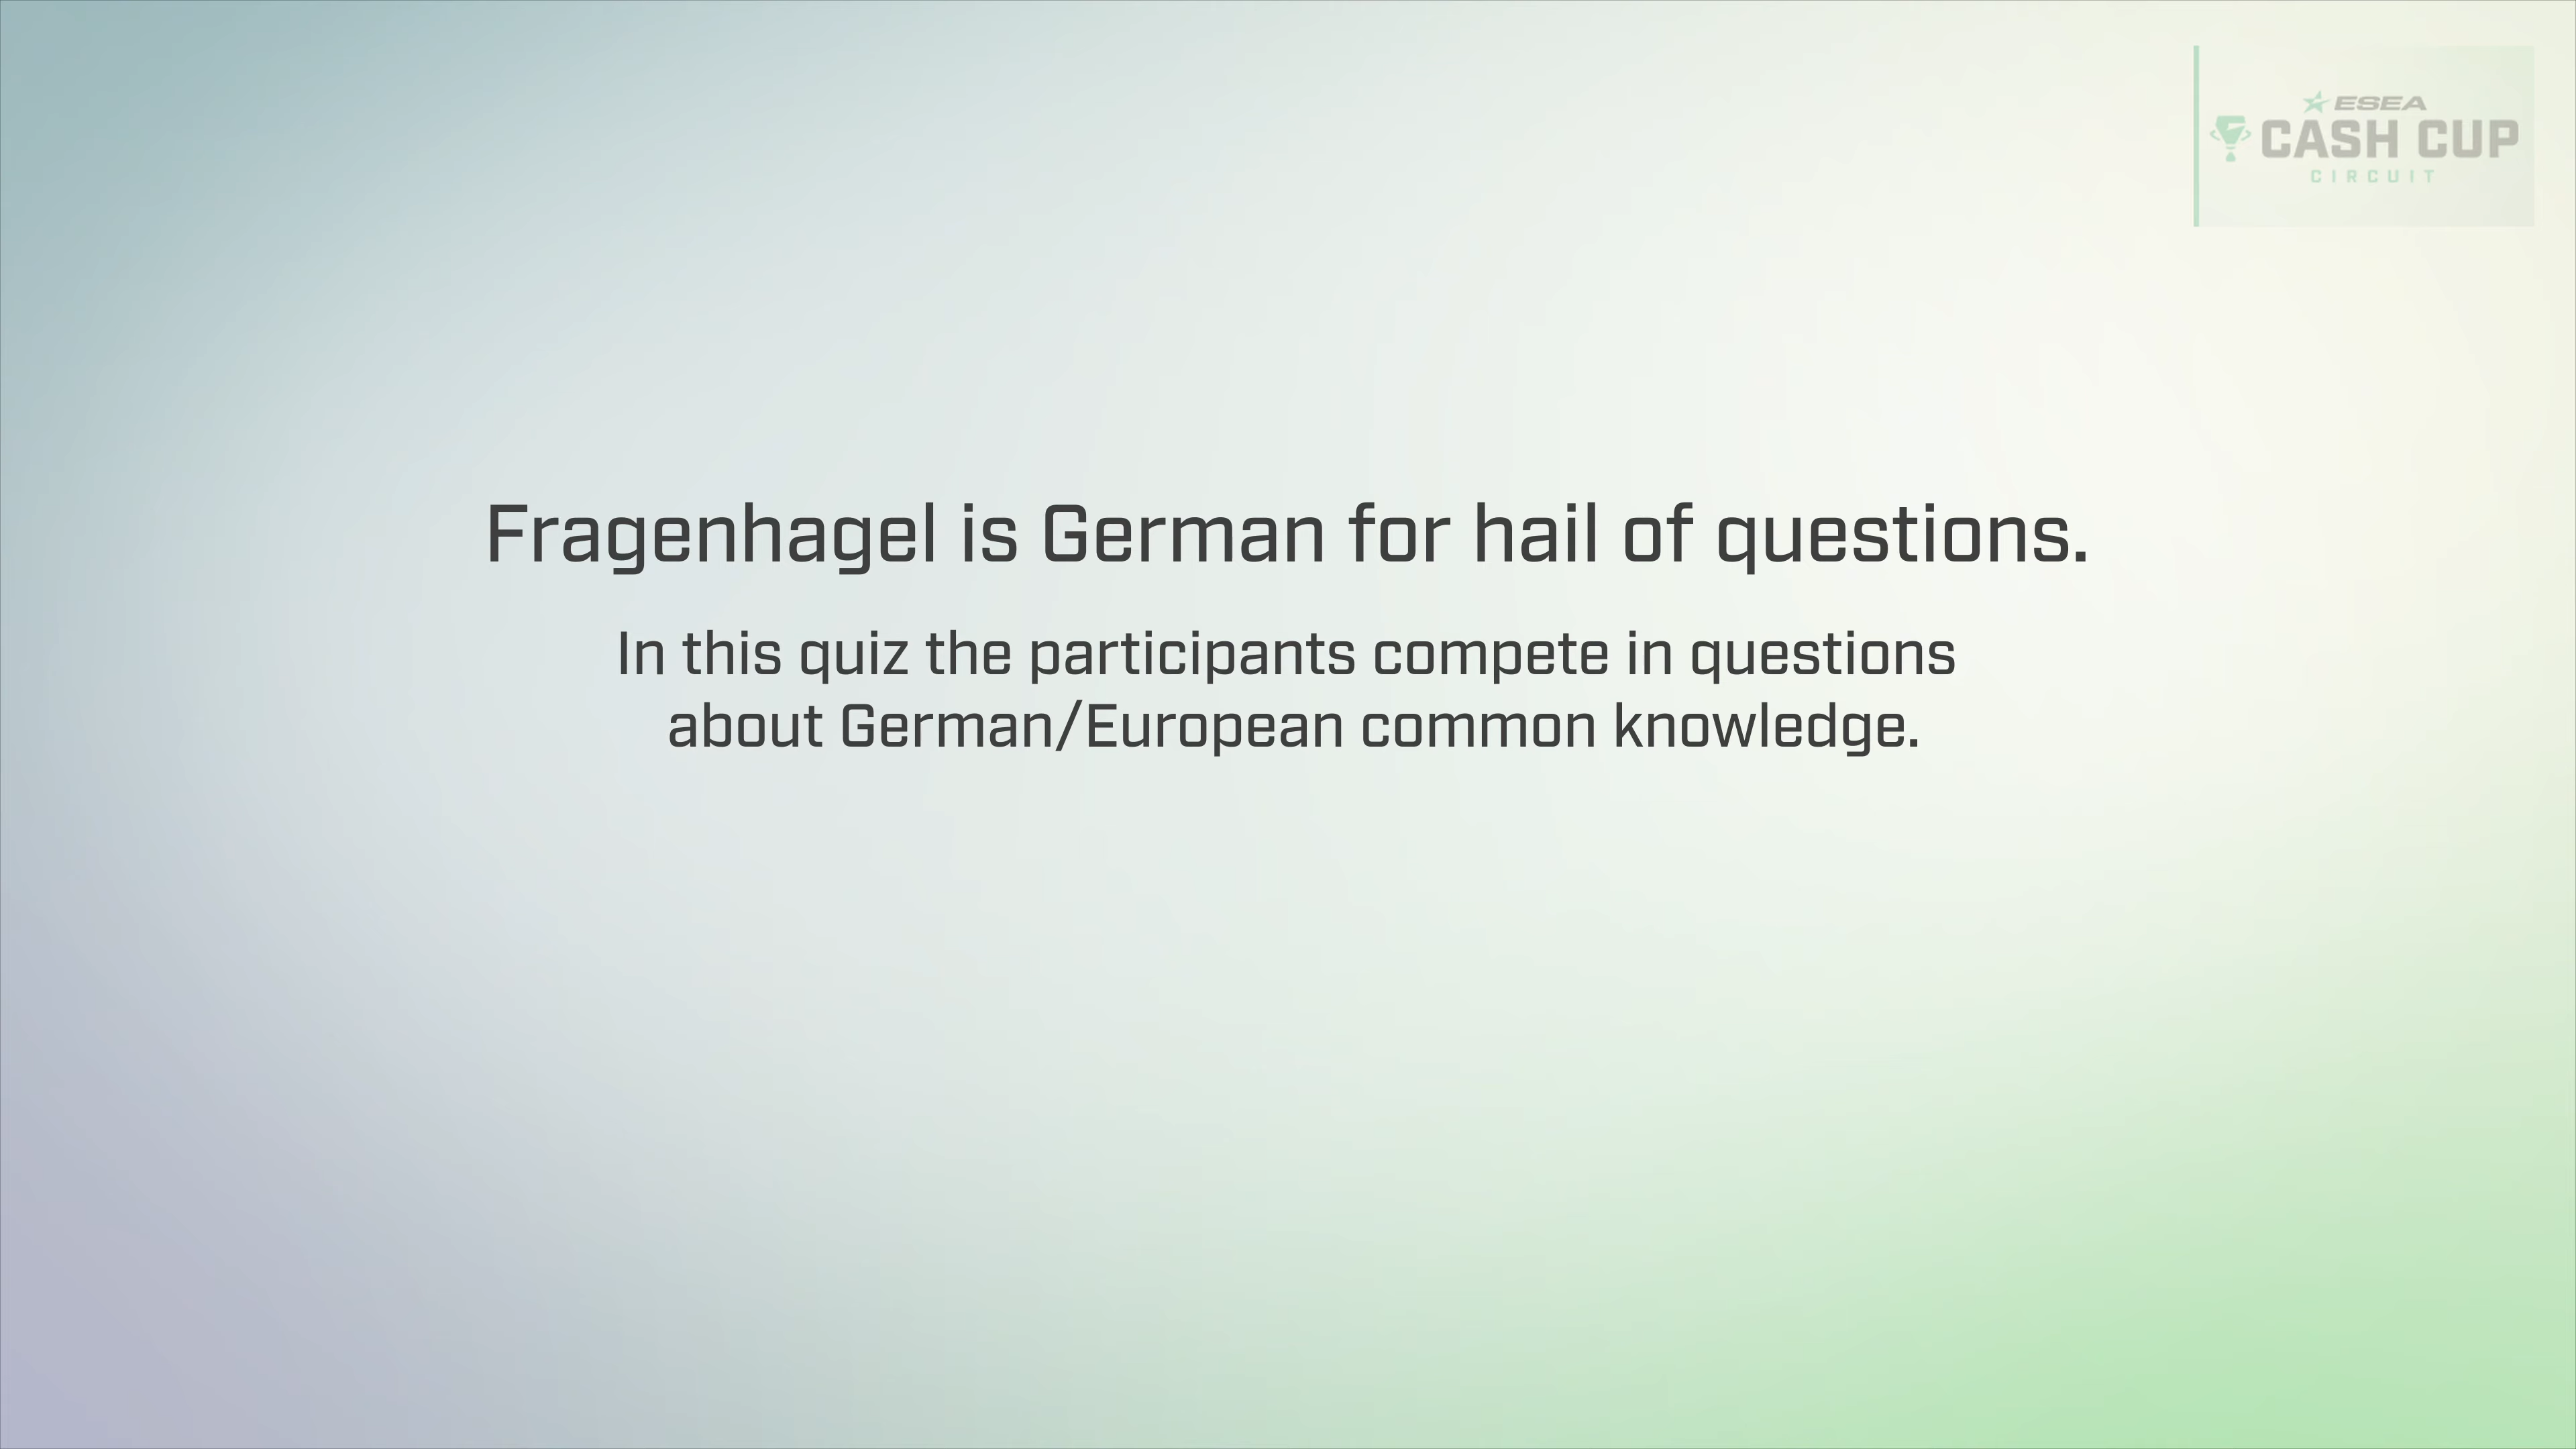 ESEA
CASH CUP
CIRCUIT
Fragenhagel is German for hail of questions.
In this quiz the participants compete in questions
about German/European common knowledge.